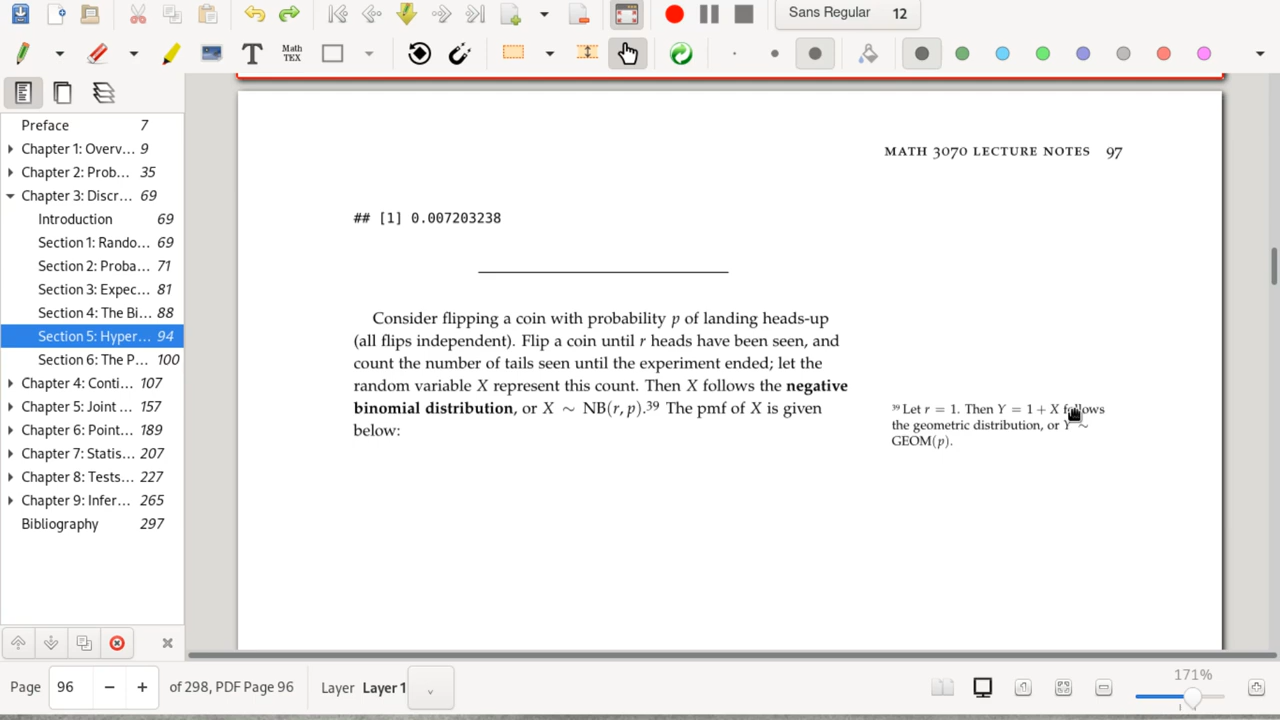 Sans Regular 12
Math
TEX
Preface 7
Chapter 1: Overv... 9
Chapter 2: Prob... 35
Chapter 3: Discr... 69
Introduction 69
Section 1: Rando... 69
Section 2: Proba... 71
Section 3: Expec... 81
Section 4: The Bi... 88
Section 5: Hyper... 94
Section 6: The P... 100
Chapter 4: Conti... 107
Chapter 5: Joint ... 157
Chapter 6: Point... 189
Chapter 7: Statis... 207
Chapter 8: Tests... 227
Chapter 9: Infer... 265
Bibliography 297
MATH 3070 LECTURE NOTES 97
## [1] 0.007203238
Consider flipping a coin with probability p of landing heads-up
(all flips independent). Flip a coin until r heads have been seen, and
count the number of tails seen until the experiment ended; let the
random variable X represent this count. Then X follows the negative
binomial distribution, or X ∼ NB(r, p).³⁹ The pmf of X is given
below:
³⁹ Let r = 1. Then Y = 1 + X follows
the geometric distribution, or Y ∼
GEOM(p).
Page 96 of 298, PDF Page 96 Layer Layer 1
171%